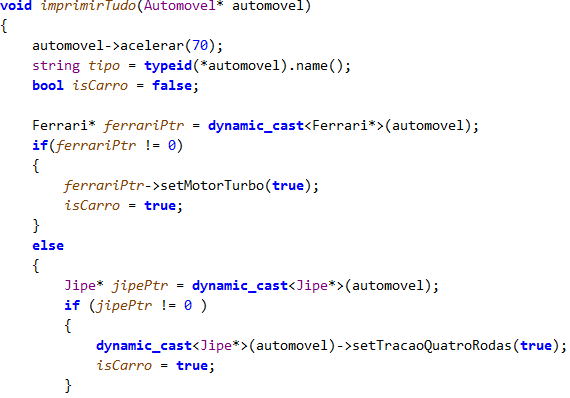 void imprimirTudo(Automovel* automovel)
{
    automovel->acelerar(70);
    string tipo = typeid(*automovel).name();
    bool isCarro = false;

    Ferrari* ferrariPtr = dynamic_cast<Ferrari*>(automovel);
    if(ferrariPtr != 0)
    {
        ferrariPtr->setMotorTurbo(true);
        isCarro = true;
    }
    else
    {
        Jipe* jipePtr = dynamic_cast<Jipe*>(automovel);
        if (jipePtr != 0 )
        {
            dynamic_cast<Jipe*>(automovel)->setTracaoQuatroRodas(true);
            isCarro = true;
        }